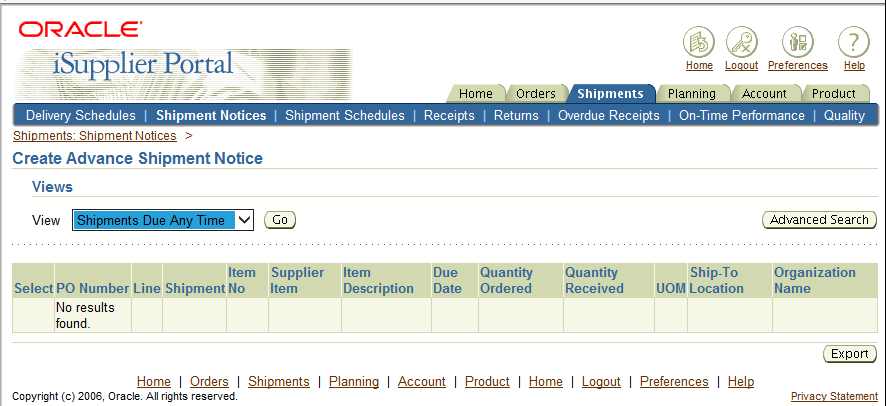 ORACLE
iSupplier Portal
Home Logout Preferences Help
Home Orders Shipments Planning Account Product
Delivery Schedules | Shipment Notices | Shipment Schedules | Receipts | Returns | Overdue Receipts | On-Time Performance | Quality
Shipments: Shipment Notices >
Create Advance Shipment Notice
Views
View Shipments Due Any Time Go Advanced Search
Item Supplier Item Due Quantity Quantity Ship-To Organization
Select PO Number Line Shipment No Item Description Date Ordered Received UOM Location Name
No results
found.
Export
Home | Orders | Shipments | Planning | Account | Product | Home | Logout | Preferences | Help
Copyright (c) 2006, Oracle. All rights reserved. Privacy Statement